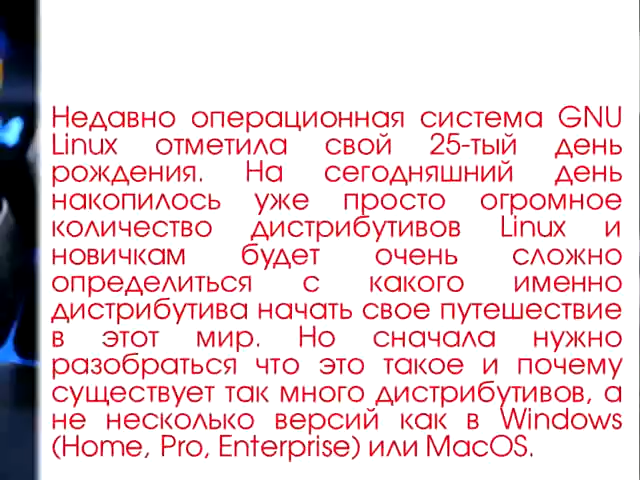 Недавно операционная система GNU
Linux отметила свой 25-тый день
рождения. На сегодняшний день
накопилось уже просто огромное
количество дистрибутивов Linux и
новичкам будет очень сложно
определиться с какого именно
дистрибутива начать свое путешествие
в этот мир. Но сначала нужно
разобраться что это такое и почему
существует так много дистрибутивов, а
не несколько версий как в Windows
(Home, Pro, Enterprise) или MacOS.